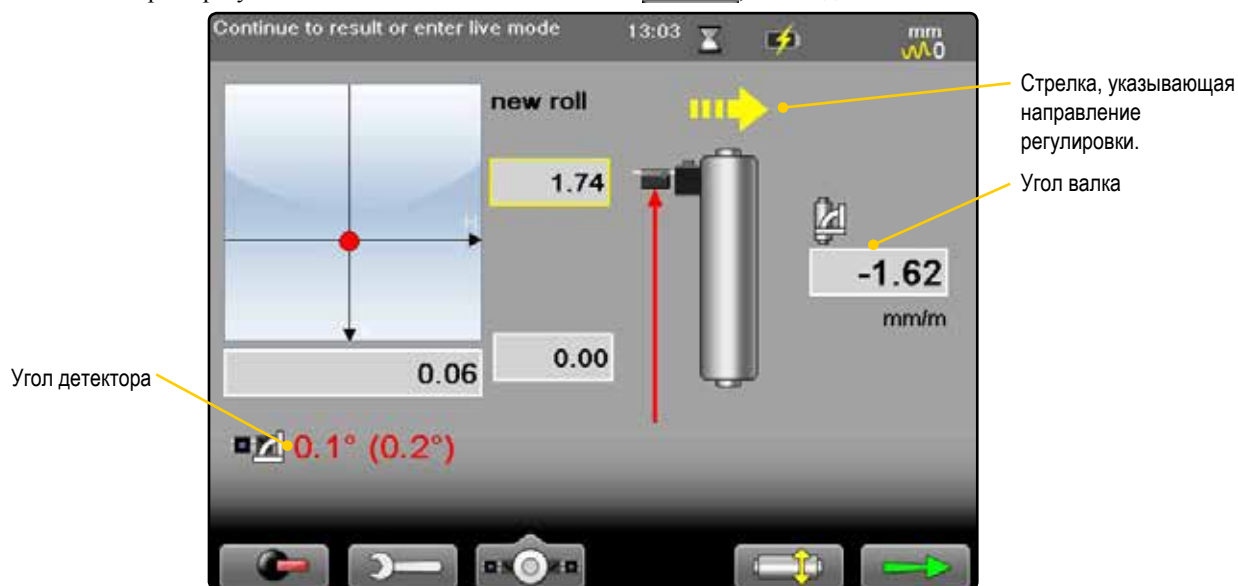 Continue to result or enter live mode 13:03 mm
0
new roll
1.74
H
-1.62
mm/m
0.00
0.06
0.1° (0.2°)
Стрелка, указывающая
направление
регулировки.
Угол валка
Угол детектора